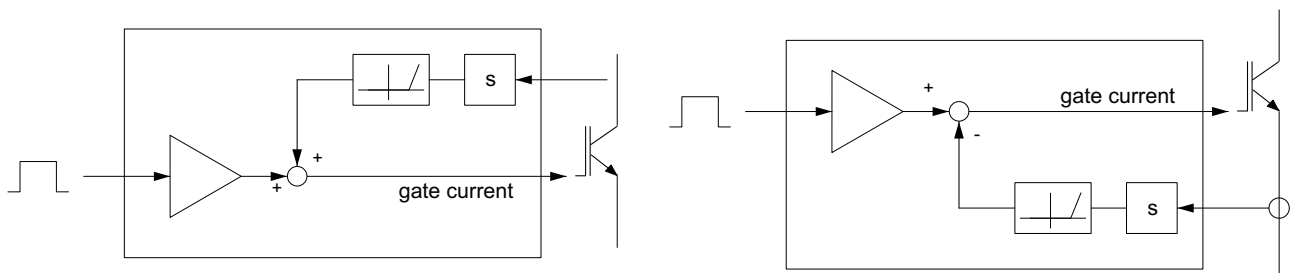 s
+
+
gate current
+
gate current
-
s